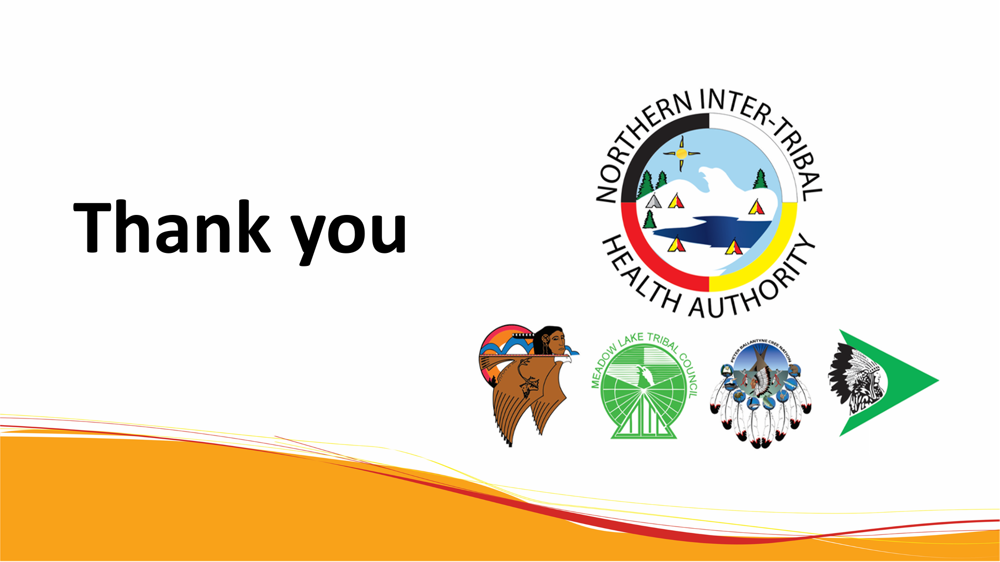 Thank you
NORTHERN INTER-TRIBAL
HEALTH AUTHORITY
MEADOW LAKE TRIBAL COUNCIL
PETER BALLANTYNE CREE NATION